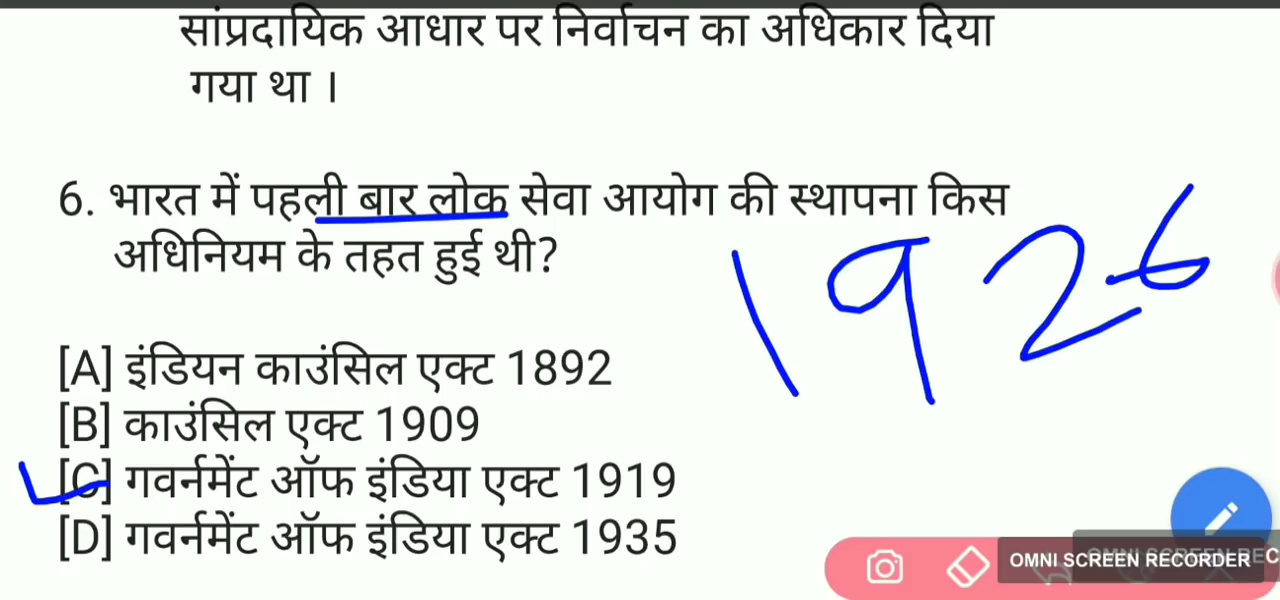 सांप्रदायिक आधार पर निर्वाचन का अधिकार दिया
गया था ।
6. भारत में पहली बार लोक सेवा आयोग की स्थापना किस
अधिनियम के तहत हुई थी?
1926
[A] इंडियन काउंसिल एक्ट 1892
[B] काउंसिल एक्ट 1909
[C] गवर्नमेंट ऑफ इंडिया एक्ट 1919
[D] गवर्नमेंट ऑफ इंडिया एक्ट 1935
OMNI SCREEN RECORDER